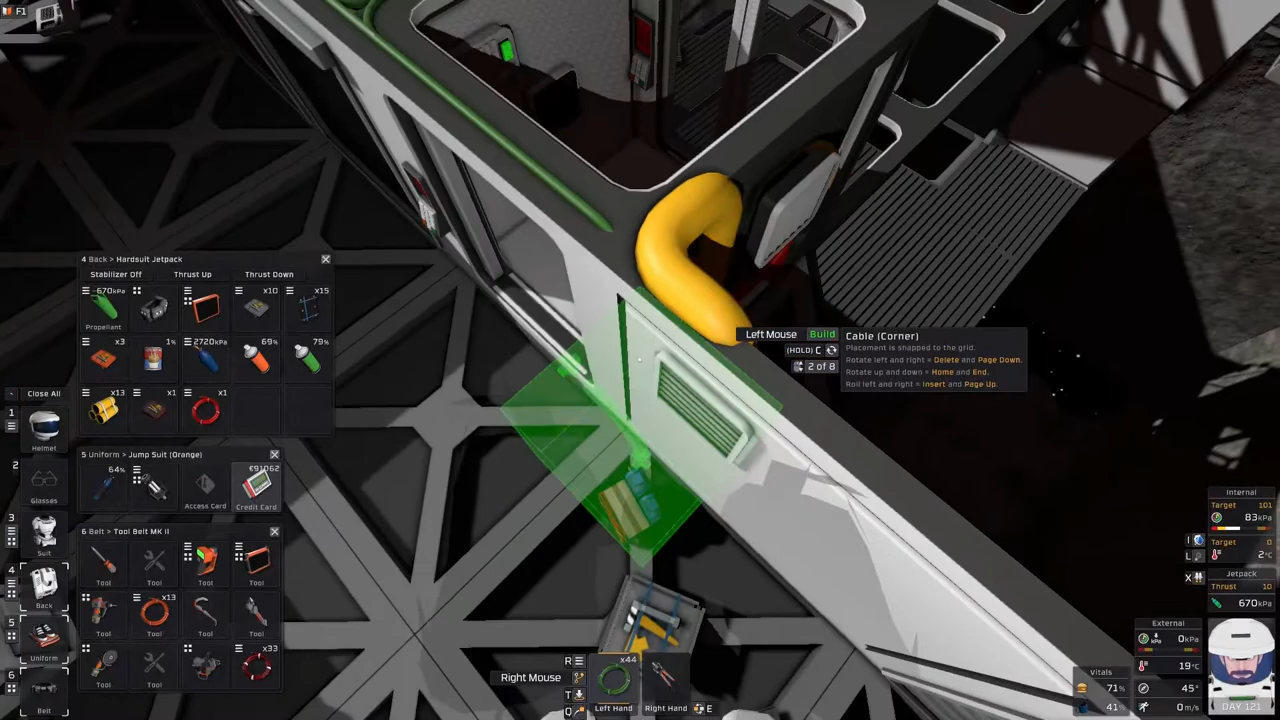 F1
4 Back > Hardsuit Jetpack
Stabilizer Off Thrust Up Thrust Down
670kPa x10 x15
Propellant
x3 1% 2720kPa 69% 79%
x13 x1 x1
Close All
1
Helmet
2
Glasses
3
Suit
4
Back
5
Uniform
6
Belt
5 Uniform > Jump Suit (Orange)
64% €91062
Access Card Credit Card
6 Belt > Tool Belt MK II
Tool Tool Tool Tool
x13
Tool Tool Tool Tool
x33
Tool Tool Tool Tool
Left Mouse Build
(HOLD) C
2 of 8
Cable (Corner)
Placement is snapped to the grid.
Rotate left and right = Delete and Page Down.
Rotate up and down = Home and End.
Roll left and right = Insert and Page Up.
Right Mouse
R
T
Q
x44
Left Hand Right Hand E
Internal
Target 101
83kPa
Target 0
2°C
I
L
Jetpack
X
Thrust 10
670kPa
External
0kPa
19°C
Vitals
71%
41%
45°
0m/s
DAY 121